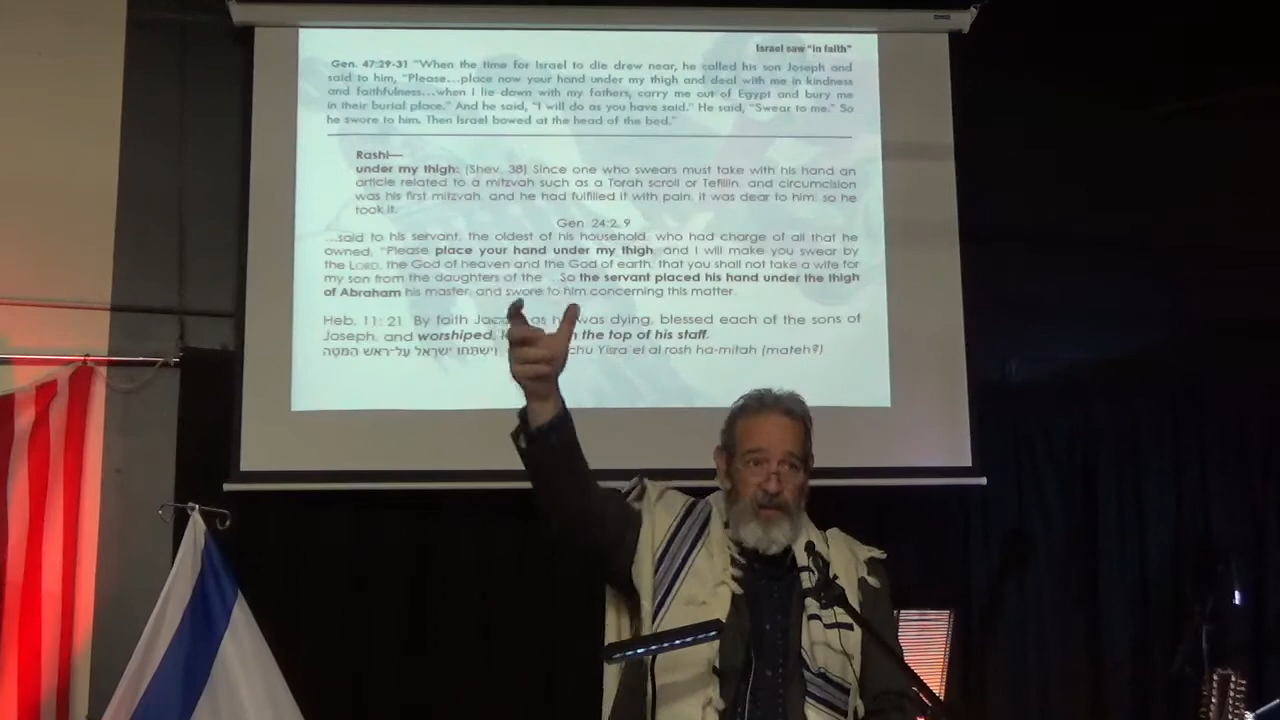 Israel saw "in faith"
Gen. 47:29-31 "When the time for Israel to die drew near, he called his son Joseph and
said to him, "Please…place now your hand under my thigh and deal with me in kindness
and faithfulness…when I lie down with my fathers, carry me out of Egypt and bury me
in their burial place." And he said, "I will do as you have said." He said, "Swear to me." So
he swore to him. Then Israel bowed at the head of the bed."
Rashi—
under my thigh: (Shev. 38) Since one who swears must take with his hand an
article related to a mitzvah such as a Torah scroll or Tefillin, and circumcision
was his first mitzvah, and he had fulfilled it with pain, it was dear to him, so he
took it.
Gen. 24:2, 9
…said to his servant, the oldest of his household, who had charge of all that he
owned, "Please place your hand under my thigh, and I will make you swear by
the LORD, the God of heaven and the God of earth, that you shall not take a wife for
my son from the daughters of the …So the servant placed his hand under the thigh
of Abraham his master, and swore to him concerning this matter.
Heb. 11: 21 By faith Jacob as he was dying, blessed each of the sons of
Joseph, and worshiped, the top of his staff.
וישתחו ישראל על-ראש המטה chu Yisra'el al rosh ha-mitah (mateh?)